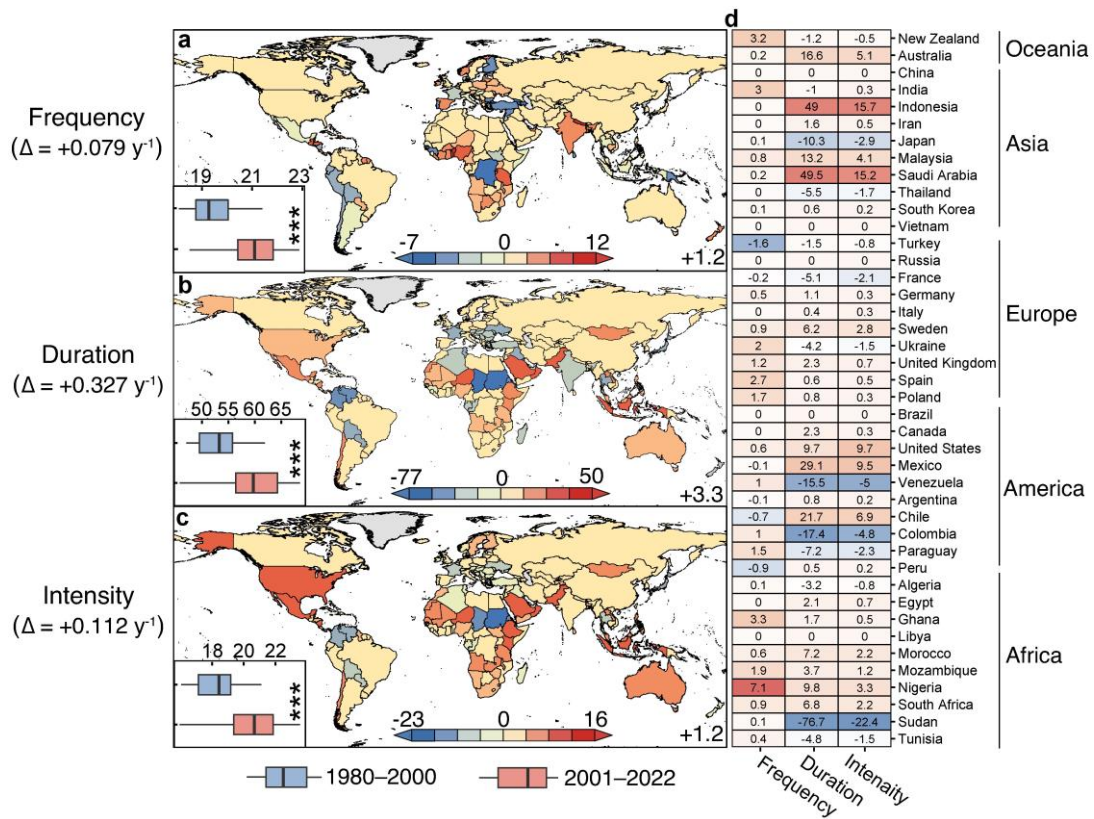 a
Frequency
(Δ = +0.079 y⁻¹)
19 21 23
***
-7 0 12
+1.2
b
Duration
(Δ = +0.327 y⁻¹)
50 55 60 65
***
-77 0 50
+3.3
c
Intensity
(Δ = +0.112 y⁻¹)
18 20 22
***
-23 0 16
+1.2
1980–2000
2001–2022
d
3.2 -1.2 -0.5 New Zealand
0.2 16.6 5.1 Australia
0 0 0 China
3 -1 0.3 India
0 49 15.7 Indonesia
0 1.6 0.5 Iran
0.1 -10.3 -2.9 Japan
0.8 13.2 4.1 Malaysia
0.2 49.5 15.2 Saudi Arabia
0 -5.5 -1.7 Thailand
0.1 0.6 0.2 South Korea
0 0 0 Vietnam
-1.6 -1.5 -0.8 Turkey
0 0 0 Russia
-0.2 -5.1 -2.1 France
0.5 1.1 0.3 Germany
0 0.4 0.3 Italy
0.9 6.2 2.8 Sweden
2 -4.2 -1.5 Ukraine
1.2 2.3 0.7 United Kingdom
2.7 0.6 0.5 Spain
1.7 0.8 0.3 Poland
0 0 0 Brazil
0 2.3 0.3 Canada
0.6 9.7 9.7 United States
-0.1 29.1 9.5 Mexico
1 -15.5 -5 Venezuela
-0.1 0.8 0.2 Argentina
-0.7 21.7 6.9 Chile
1 -17.4 -4.8 Colombia
1.5 -7.2 -2.3 Paraguay
-0.9 0.5 0.2 Peru
0.1 -3.2 -0.8 Algeria
0 2.1 0.7 Egypt
3.3 1.7 0.5 Ghana
0 0 0 Libya
0.6 7.2 2.2 Morocco
1.9 3.7 1.2 Mozambique
7.1 9.8 3.3 Nigeria
0.9 6.8 2.2 South Africa
0.1 -76.7 -22.4 Sudan
0.4 -4.8 -1.5 Tunisia
Frequency
Duration
Intenaity
Oceania
Asia
Europe
America
Africa